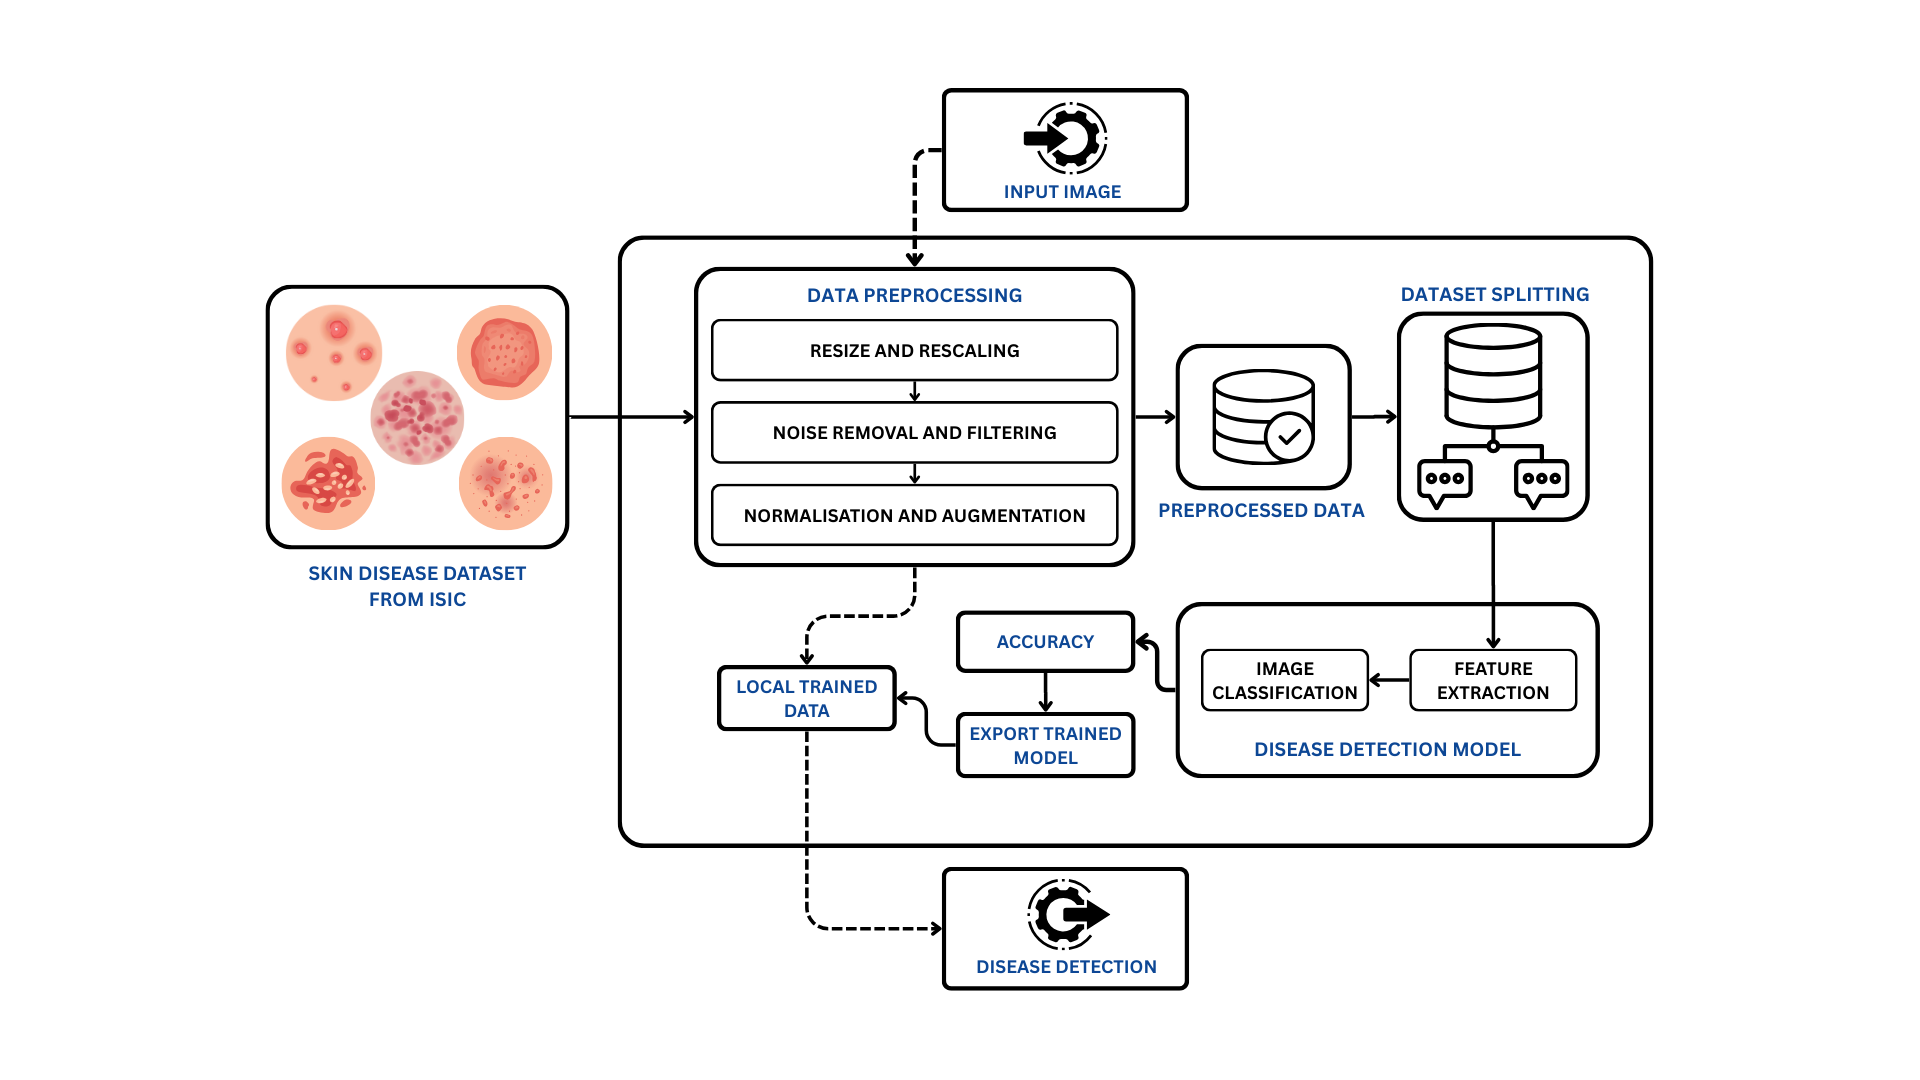 INPUT IMAGE
DATA PREPROCESSING
RESIZE AND RESCALING
NOISE REMOVAL AND FILTERING
NORMALISATION AND AUGMENTATION
SKIN DISEASE DATASET
FROM ISIC
PREPROCESSED DATA
DATASET SPLITTING
FEATURE
EXTRACTION
IMAGE
CLASSIFICATION
DISEASE DETECTION MODEL
ACCURACY
EXPORT TRAINED
MODEL
LOCAL TRAINED
DATA
DISEASE DETECTION